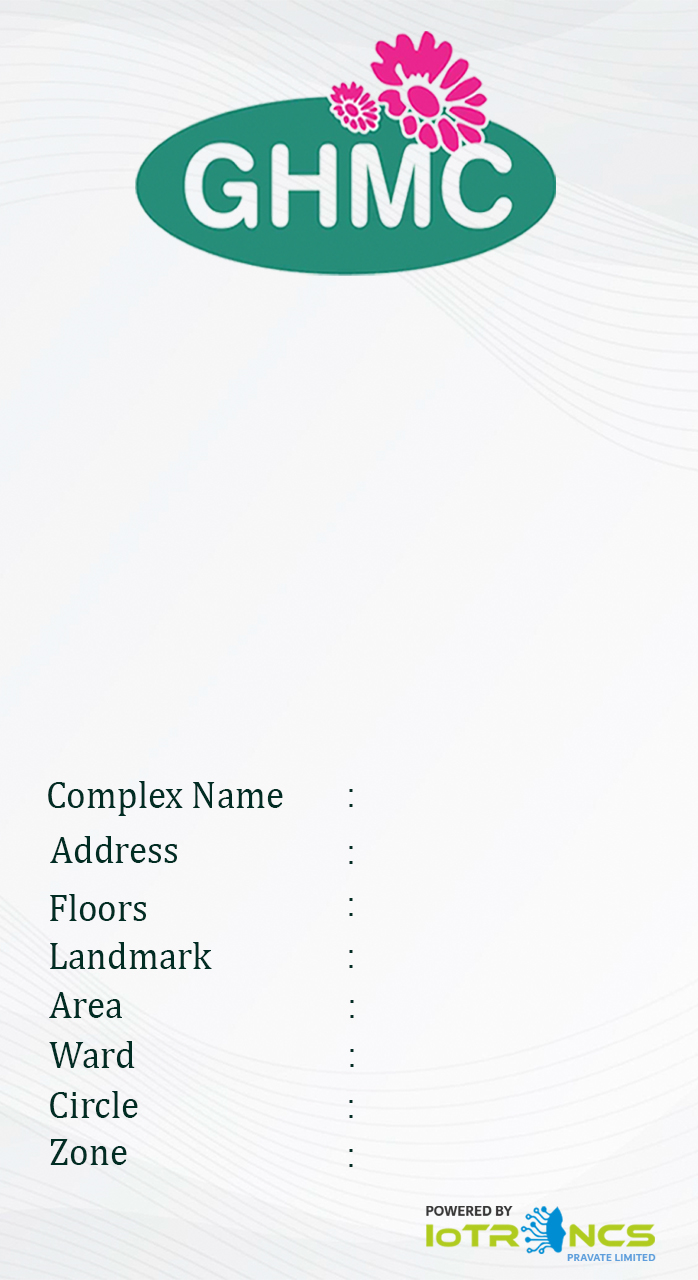 GHMC
Complex Name :
Address :
Floors :
Landmark :
Area :
Ward :
Circle :
Zone :
POWERED BY
IoTRONCS
PRAVATE LIMITED